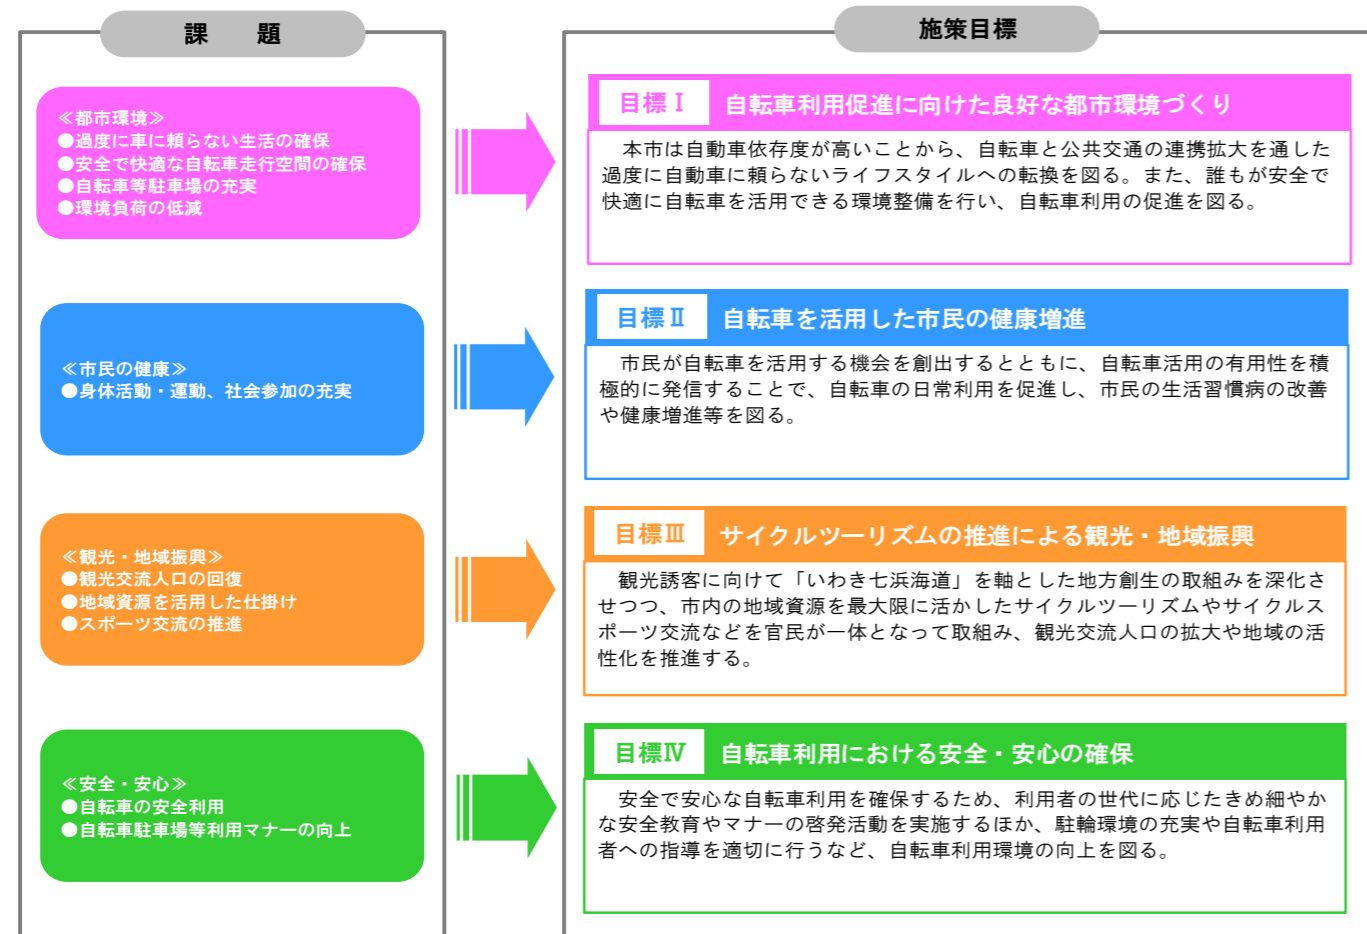 課　題
≪都市環境≫
●過度に車に頼らない生活の確保
●安全で快適な自転車走行空間の確保
●自転車等駐車場の充実
●環境負荷の低減
≪市民の健康≫
●身体活動・運動、社会参加の充実
≪観光・地域振興≫
●観光交流人口の回復
●地域資源を活用した仕掛け
●スポーツ交流の推進
≪安全・安心≫
●自転車の安全利用
●自転車駐車場等利用マナーの向上
施策目標
目標Ⅰ　自転車利用促進に向けた良好な都市環境づくり
本市は自動車依存度が高いことから、自転車と公共交通の連携拡大を通した
過度に自動車に頼らないライフスタイルへの転換を図る。また、誰もが安全で
快適に自転車を活用できる環境整備を行い、自転車利用の促進を図る。
目標Ⅱ　自転車を活用した市民の健康増進
市民が自転車を活用する機会を創出するとともに、自転車活用の有用性を積
極的に発信することで、自転車の日常利用を促進し、市民の生活習慣病の改善
や健康増進等を図る。
目標Ⅲ　サイクルツーリズムの推進による観光・地域振興
観光誘客に向けて「いわき七浜海道」を軸とした地方創生の取組みを深化さ
せつつ、市内の地域資源を最大限に活かしたサイクルツーリズムやサイクルス
ポーツ交流などを官民が一体となって取組み、観光交流人口の拡大や地域の活
性化を推進する。
目標Ⅳ　自転車利用における安全・安心の確保
安全で安心な自転車利用を確保するため、利用者の世代に応じたきめ細やか
な安全教育やマナーの啓発活動を実施するほか、駐輪環境の充実や自転車利用
者への指導を適切に行うなど、自転車利用環境の向上を図る。